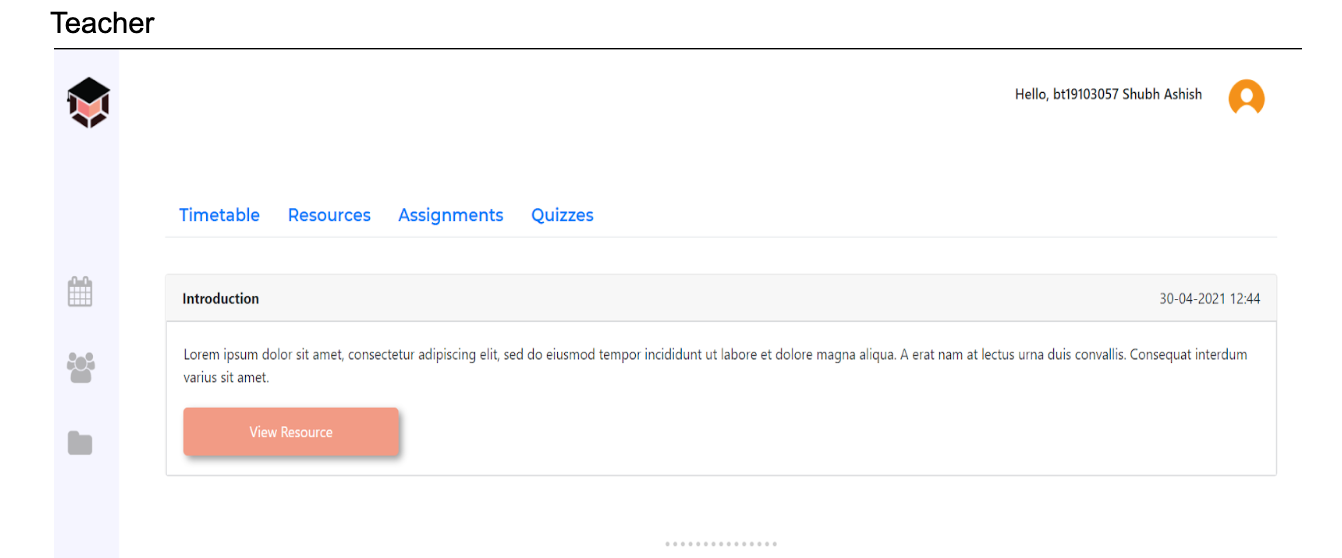 Teacher
Hello, bt19103057 Shubh Ashish
Timetable Resources Assignments Quizzes
Introduction 30-04-2021 12:44
Lorem ipsum dolor sit amet, consectetur adipiscing elit, sed do eiusmod tempor incididunt ut labore et dolore magna aliqua. A erat nam at lectus urna duis convallis. Consequat interdum
varius sit amet.
View Resource